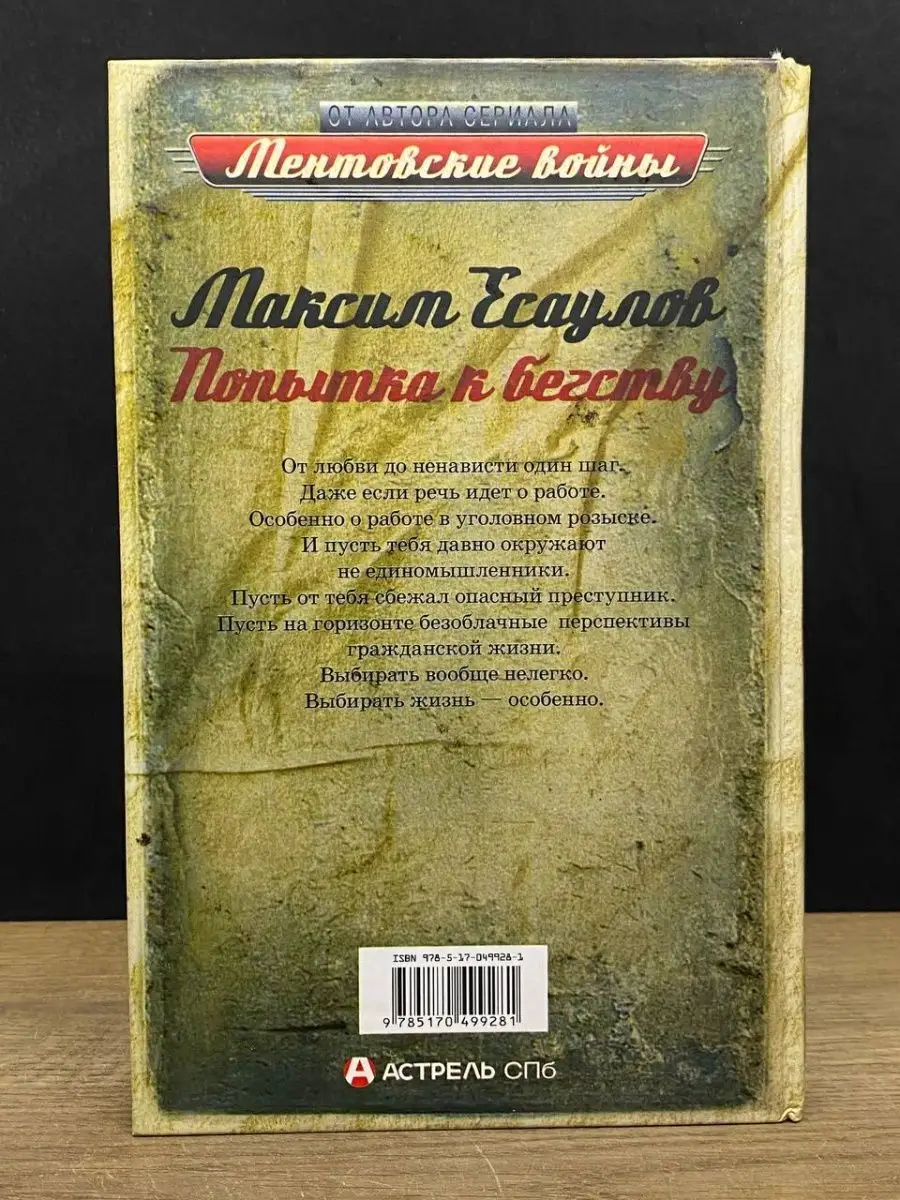 ОТ АВТОРА СЕРИАЛА
Ментовские войны
Максим Есаулов
Попытка к бегству
От любви до ненависти один шаг.
Даже если речь идет о работе.
Особенно о работе в уголовном розыске.
И пусть тебя давно окружают
не единомышленники.
Пусть от тебя сбежал опасный преступник.
Пусть на горизонте безоблачные перспективы
гражданской жизни.
Выбирать вообще нелегко.
Выбирать жизнь — особенно.
ISBN 978-5-17-049928-1
9 785170 499281
АСТРЕЛЬ СПб